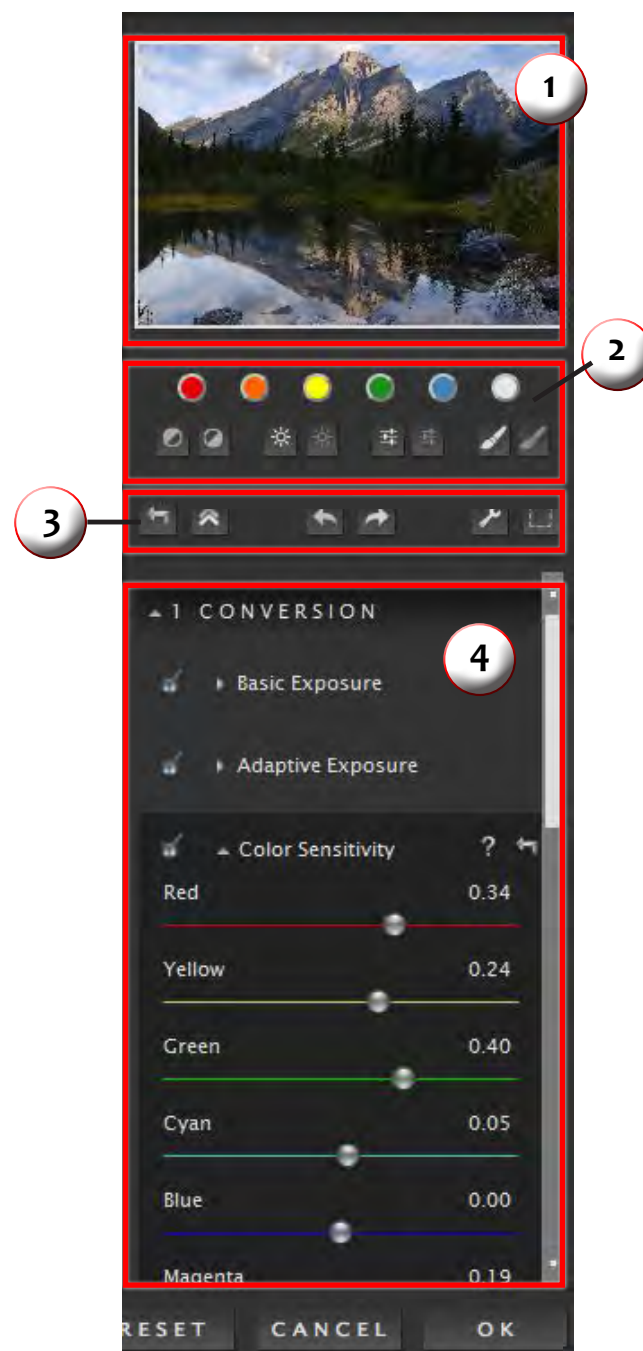 1
2
3
1 CONVERSION
4
Basic Exposure
Adaptive Exposure
Color Sensitivity ?
Red 0.34
Yellow 0.24
Green 0.40
Cyan 0.05
Blue 0.00
Magenta 0.19
RESET CANCEL OK